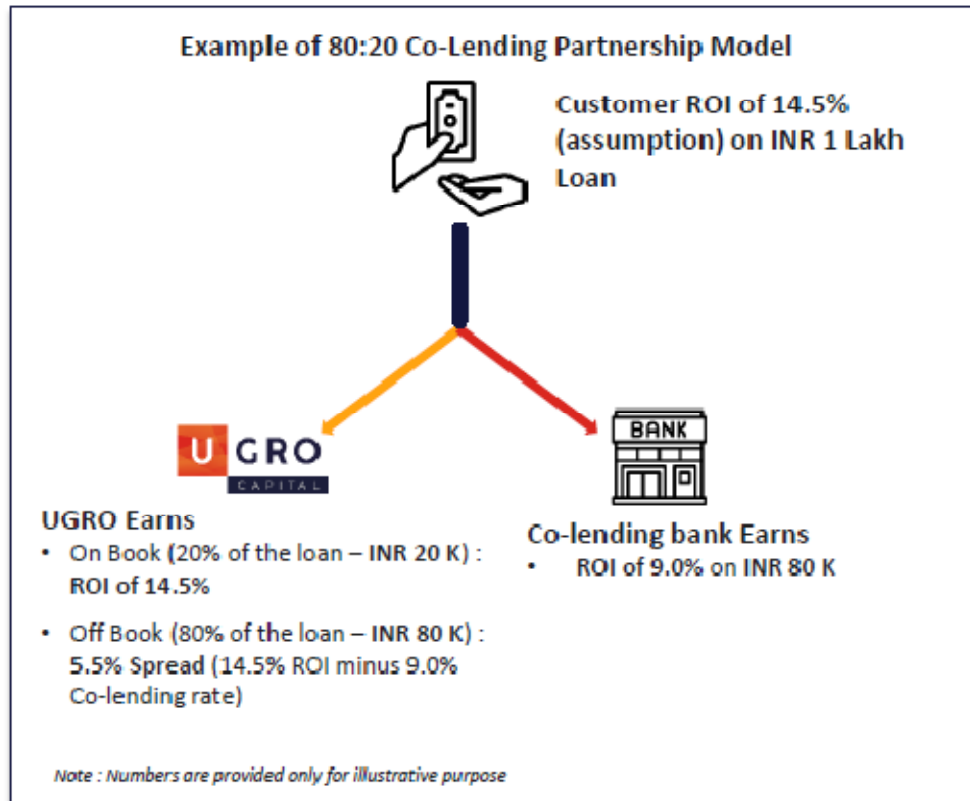 Example of 80:20 Co-Lending Partnership Model
Customer ROI of 14.5%
(assumption) on INR 1 Lakh
Loan
U GRO
CAPITAL
BANK
UGRO Earns
• On Book (20% of the loan – INR 20 K) :
ROI of 14.5%
• Off Book (80% of the loan – INR 80 K) :
5.5% Spread (14.5% ROI minus 9.0%
Co-lending rate)
Co-lending bank Earns
• ROI of 9.0% on INR 80 K
Note : Numbers are provided only for illustrative purpose